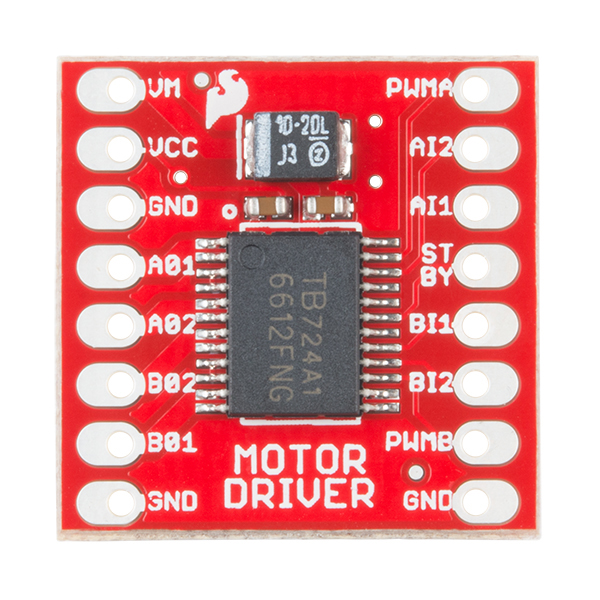 VM
VCC
GND
A01
A02
B02
B01
GND
10-20L
J3
TB724A1
6612FNG
MOTOR
DRIVER
PWMA
AI2
AI1
ST
BY
BI1
BI2
PWMB
GND